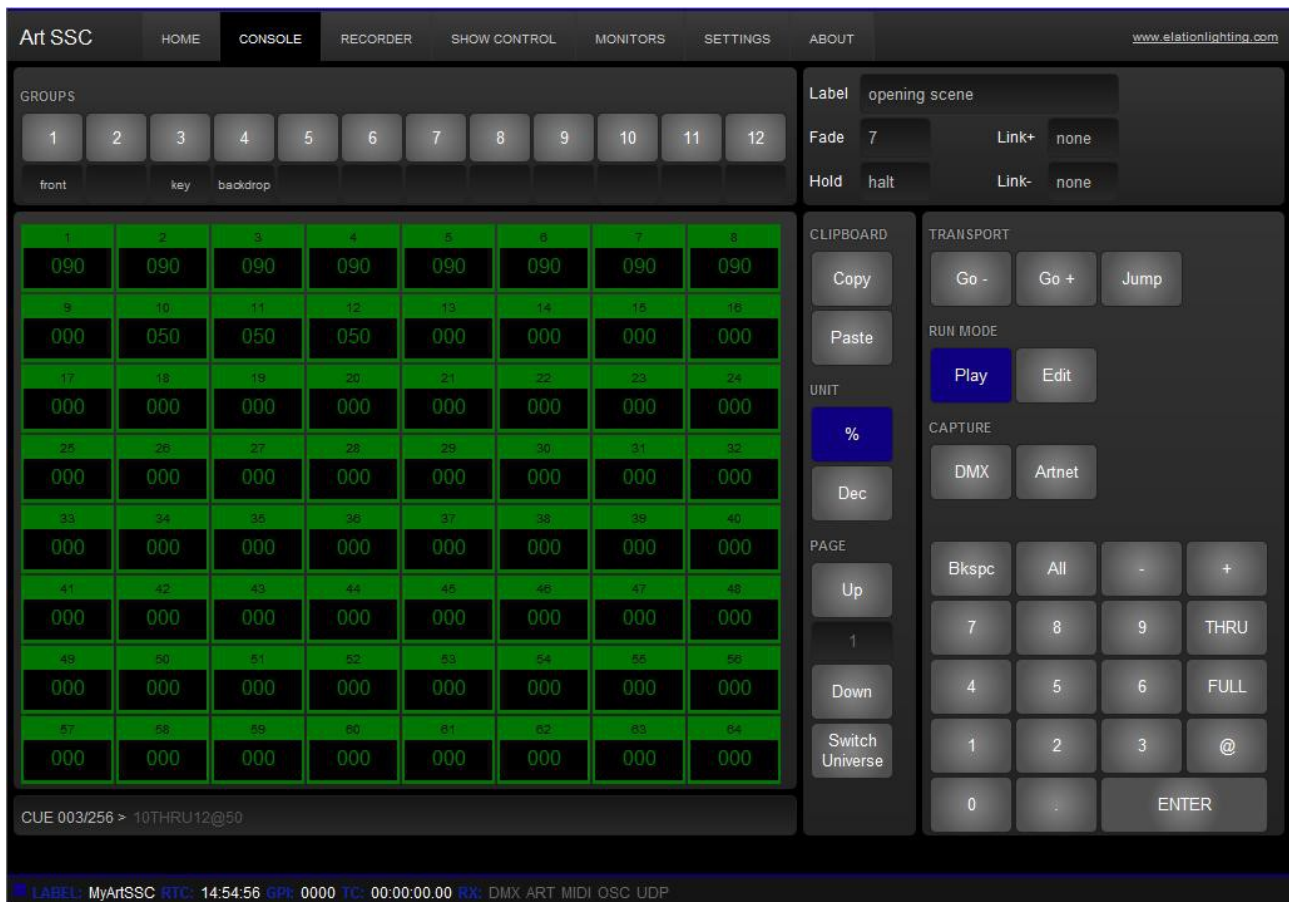 Art SSC HOME CONSOLE RECORDER SHOW CONTROL MONITORS SETTINGS ABOUT www.elationlighting.com
GROUPS
1 2 3 4 5 6 7 8 9 10 11 12
front key backdrop
Label opening scene
Fade 7 Link+ none
Hold halt Link- none
1 2 3 4 5 6 7 8
090 090 090 090 090 090 090 090
9 10 11 12 13 14 15 16
000 050 050 050 000 000 000 000
17 18 19 20 21 22 23 24
000 000 000 000 000 000 000 000
25 26 27 28 29 30 31 32
000 000 000 000 000 000 000 000
33 34 35 36 37 38 39 40
000 000 000 000 000 000 000 000
41 42 43 44 45 46 47 48
000 000 000 000 000 000 000 000
49 50 51 52 53 54 55 56
000 000 000 000 000 000 000 000
57 58 59 60 61 62 63 64
000 000 000 000 000 000 000 000
CUE 003/256 > 10THRU12@50
CLIPBOARD
Copy
Paste
UNIT
%
Dec
PAGE
Up
1
Down
Switch
Universe
TRANSPORT
Go - Go + Jump
RUN MODE
Play Edit
CAPTURE
DMX Artnet
Bkspc All - +
7 8 9 THRU
4 5 6 FULL
1 2 3 @
0 . ENTER
LABEL: MyArtSSC RTC: 14:54:56 GPI: 0000 TC: 00:00:00.00 RX: DMX ART MIDI OSC UDP